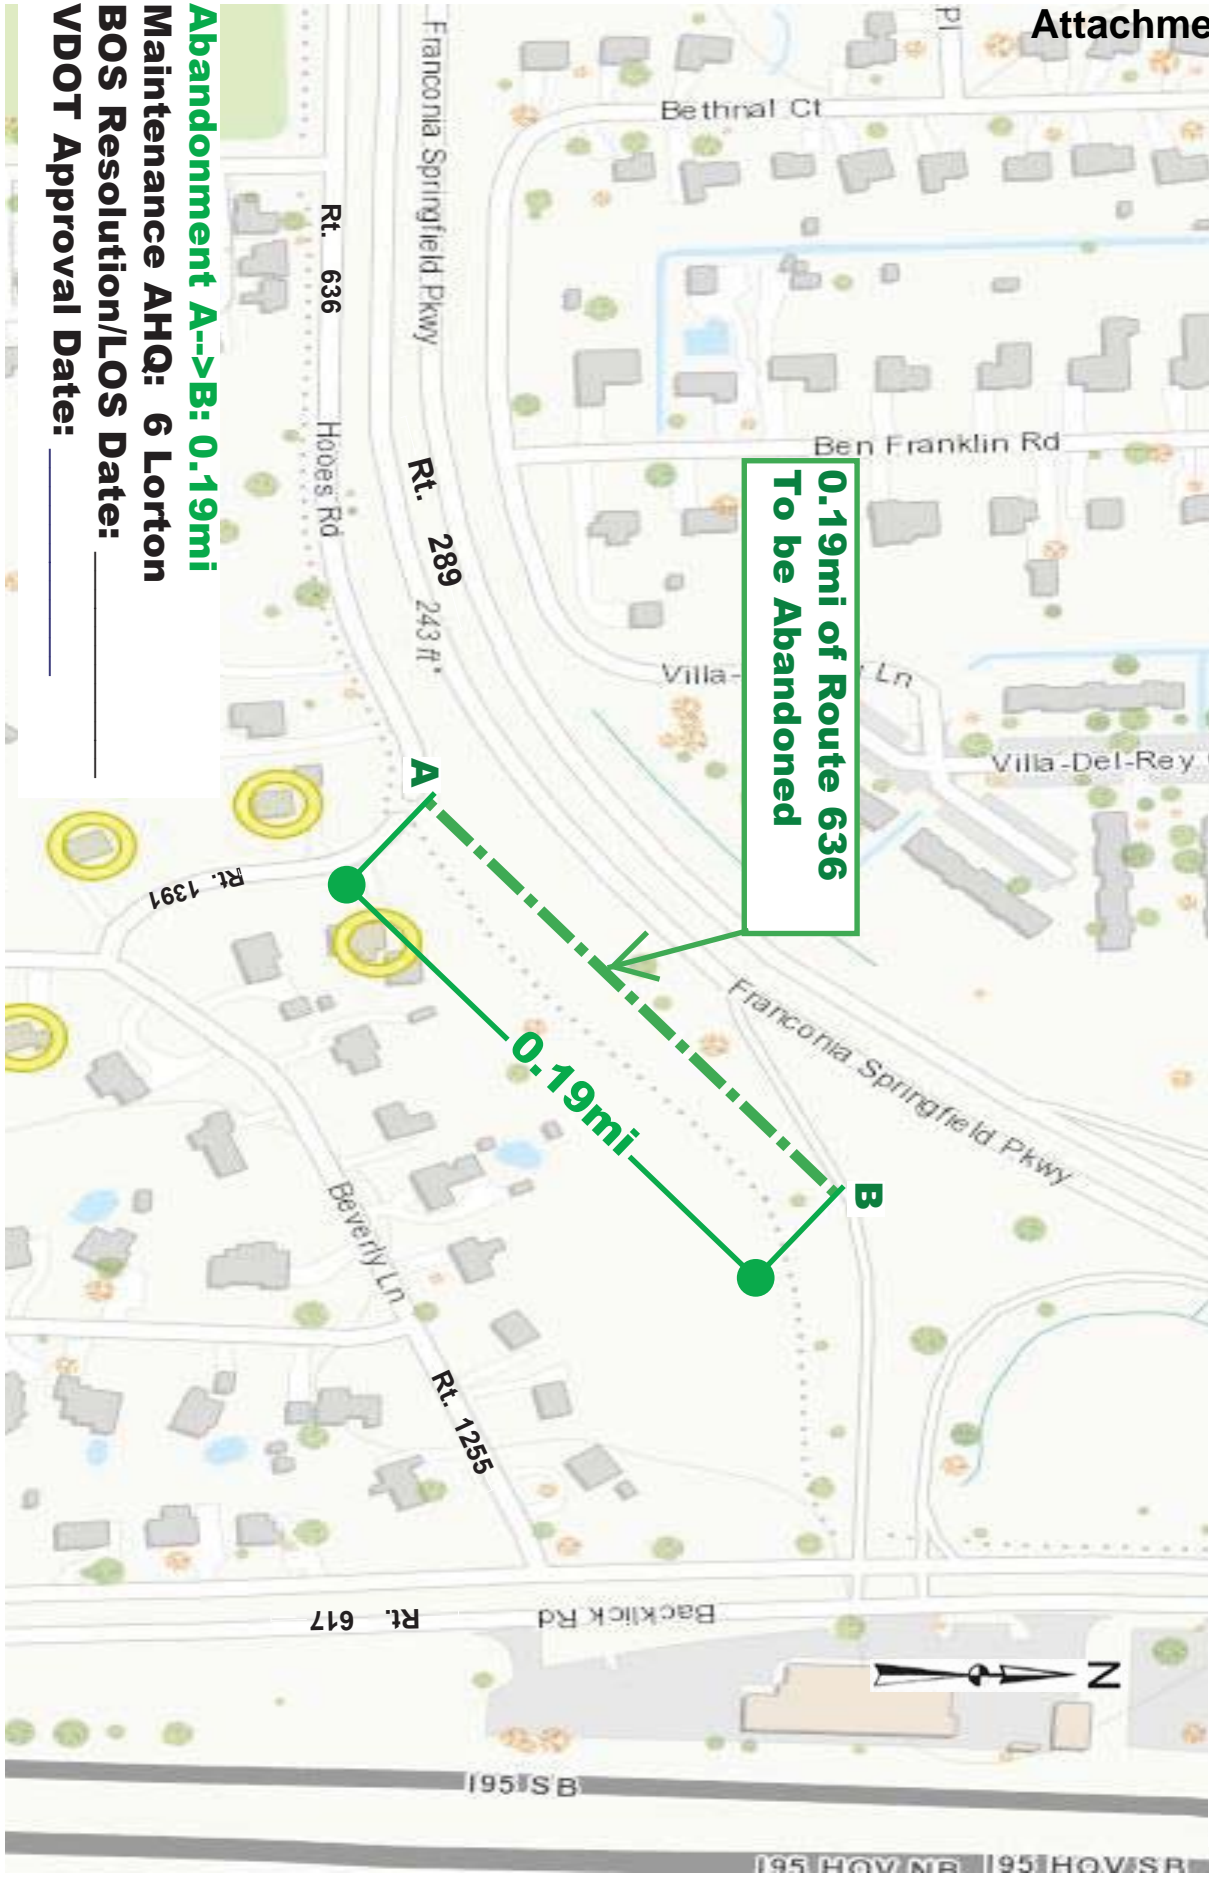 Attachme
Abandonment A-->B: 0.19mi
Maintenance AHQ: 6 Lorton
BOS Resolution/LOS Date:
VDOT Approval Date:
Pl
Bethnal Ct
Franconia Springfield Pkwy
Rt. 636
Hooes Rd
Ben Franklin Rd
Rt. 289
243 ft*
0.19mi of Route 636
To be Abandoned
Villa-
Ln
Villa-Del-Rey
A
Rt. 1391
Franconia Springfield Pkwy
0.19mi
B
Beverly Ln
Rt. 1255
Rt. 617
Backlick Rd
N
I95 SB
I95 HOV NB
I95 HOV SB